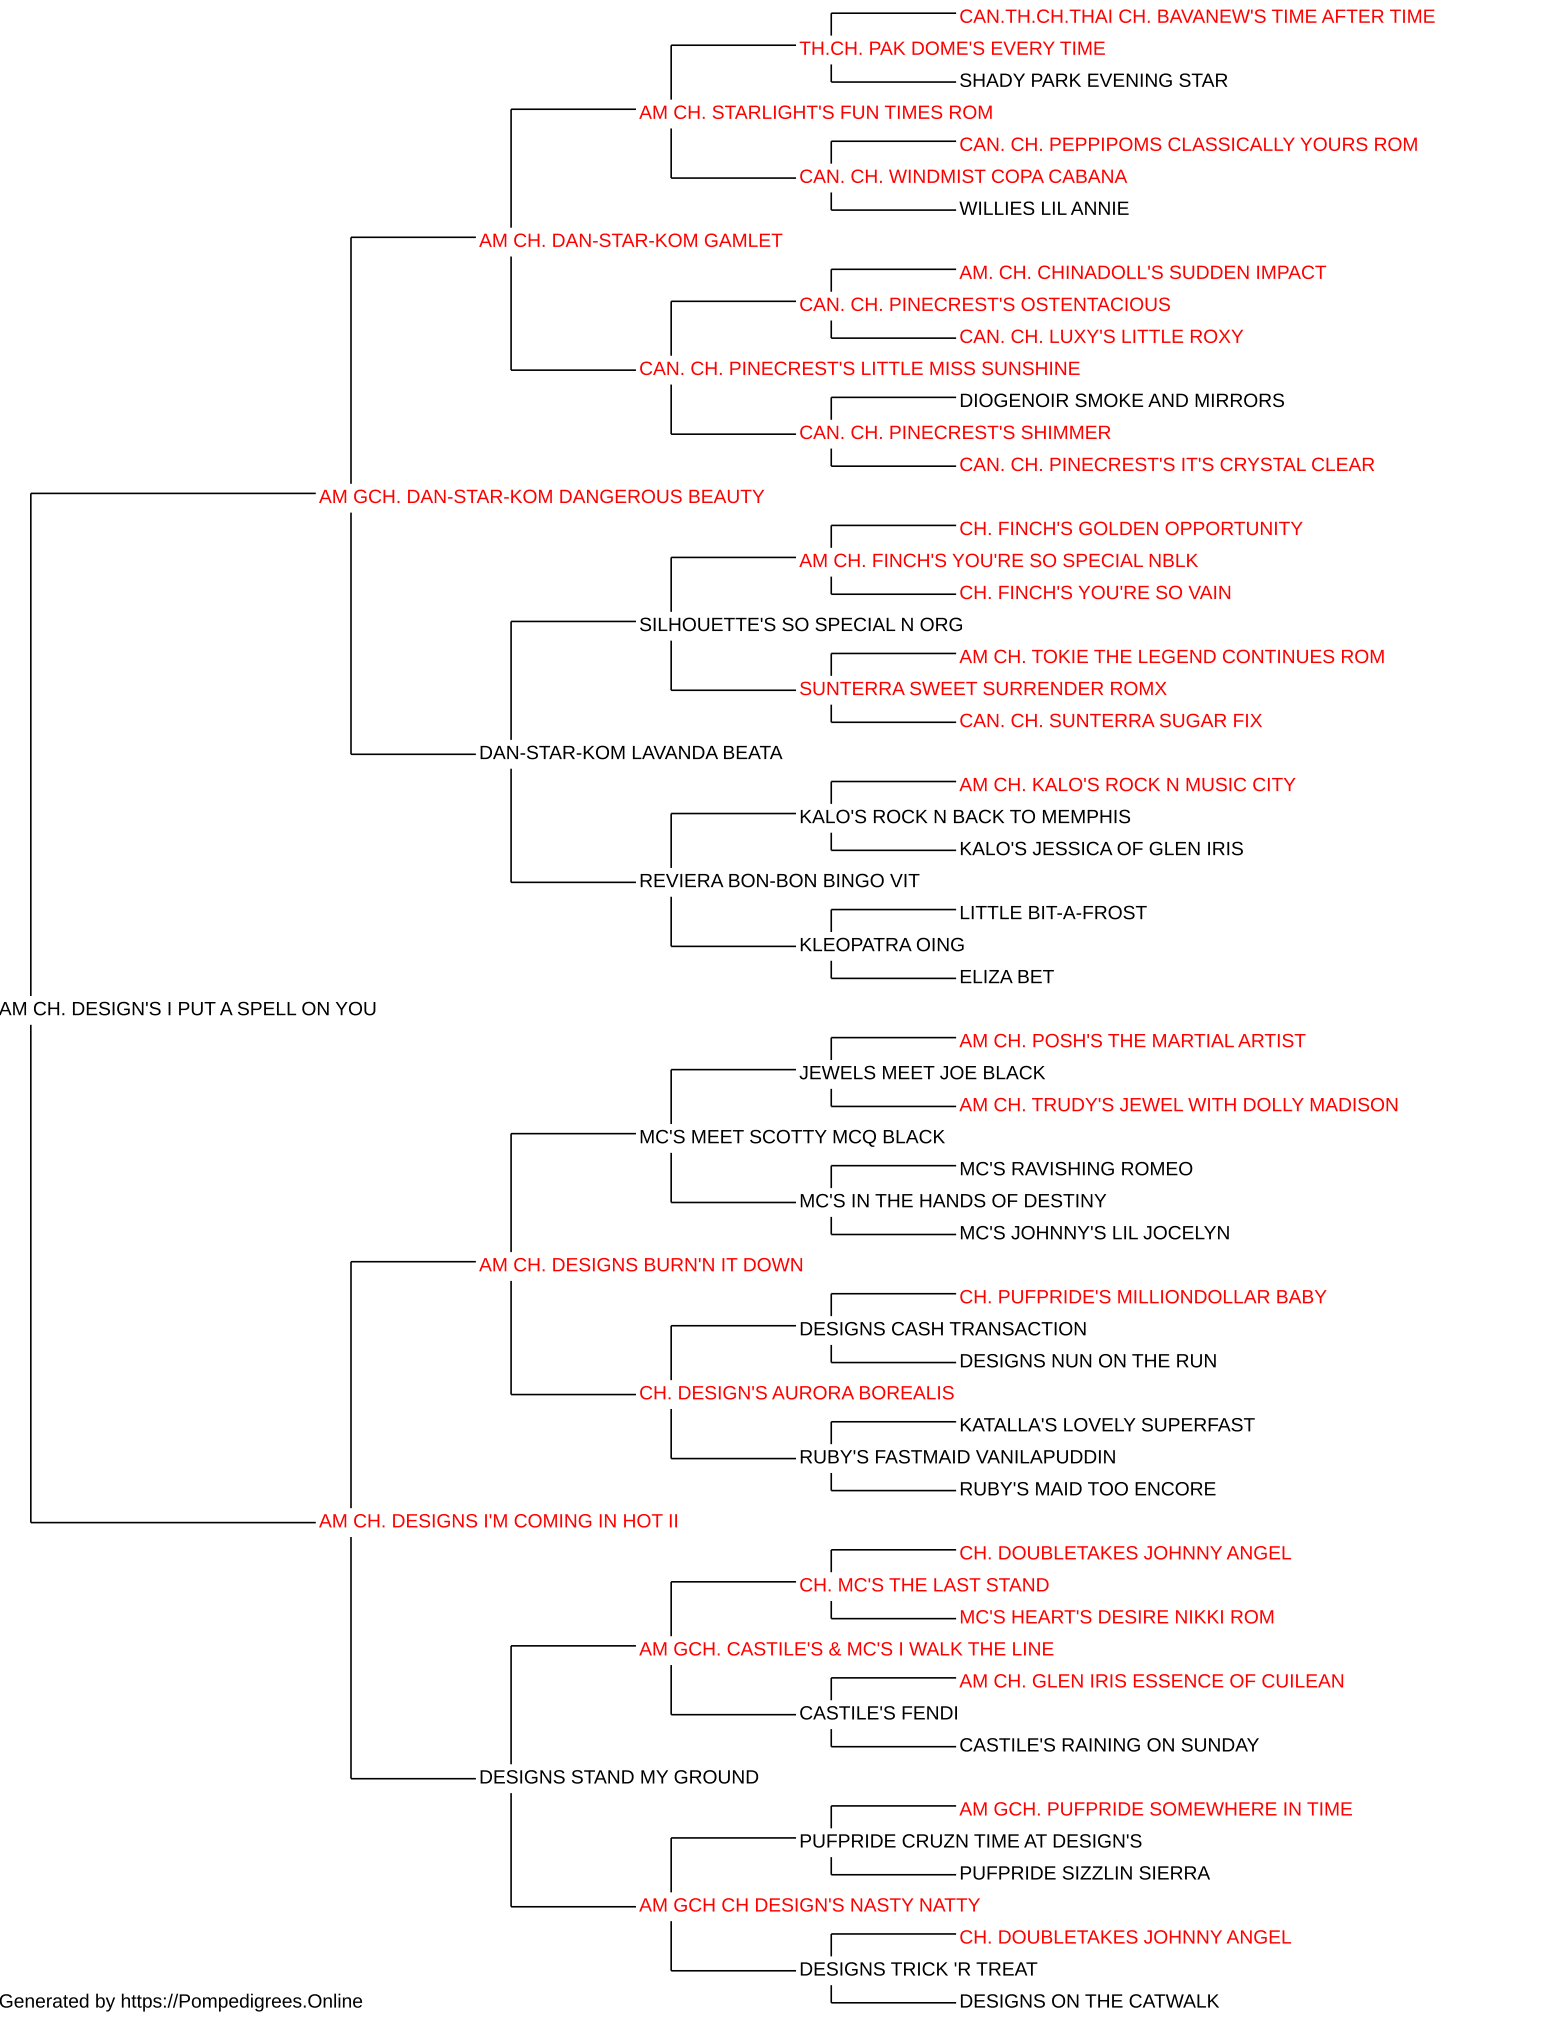 CAN.TH.CH.THAI CH. BAVANEW'S TIME AFTER TIME
TH.CH. PAK DOME'S EVERY TIME
SHADY PARK EVENING STAR
AM CH. STARLIGHT'S FUN TIMES ROM
CAN. CH. PEPPIPOMS CLASSICALLY YOURS ROM
CAN. CH. WINDMIST COPA CABANA
WILLIES LIL ANNIE
AM CH. DAN-STAR-KOM GAMLET
AM. CH. CHINADOLL'S SUDDEN IMPACT
CAN. CH. PINECREST'S OSTENTACIOUS
CAN. CH. LUXY'S LITTLE ROXY
CAN. CH. PINECREST'S LITTLE MISS SUNSHINE
DIOGENOIR SMOKE AND MIRRORS
CAN. CH. PINECREST'S SHIMMER
CAN. CH. PINECREST'S IT'S CRYSTAL CLEAR
AM GCH. DAN-STAR-KOM DANGEROUS BEAUTY
CH. FINCH'S GOLDEN OPPORTUNITY
AM CH. FINCH'S YOU'RE SO SPECIAL NBLK
CH. FINCH'S YOU'RE SO VAIN
SILHOUETTE'S SO SPECIAL N ORG
AM CH. TOKIE THE LEGEND CONTINUES ROM
SUNTERRA SWEET SURRENDER ROMX
CAN. CH. SUNTERRA SUGAR FIX
DAN-STAR-KOM LAVANDA BEATA
AM CH. KALO'S ROCK N MUSIC CITY
KALO'S ROCK N BACK TO MEMPHIS
KALO'S JESSICA OF GLEN IRIS
REVIERA BON-BON BINGO VIT
LITTLE BIT-A-FROST
KLEOPATRA OING
ELIZA BET
AM CH. DESIGN'S I PUT A SPELL ON YOU
AM CH. POSH'S THE MARTIAL ARTIST
JEWELS MEET JOE BLACK
AM CH. TRUDY'S JEWEL WITH DOLLY MADISON
MC'S MEET SCOTTY MCQ BLACK
MC'S RAVISHING ROMEO
MC'S IN THE HANDS OF DESTINY
MC'S JOHNNY'S LIL JOCELYN
AM CH. DESIGNS BURN'N IT DOWN
CH. PUFPRIDE'S MILLIONDOLLAR BABY
DESIGNS CASH TRANSACTION
DESIGNS NUN ON THE RUN
CH. DESIGN'S AURORA BOREALIS
KATALLA'S LOVELY SUPERFAST
RUBY'S FASTMAID VANILAPUDDIN
RUBY'S MAID TOO ENCORE
AM CH. DESIGNS I'M COMING IN HOT II
CH. DOUBLETAKES JOHNNY ANGEL
CH. MC'S THE LAST STAND
MC'S HEART'S DESIRE NIKKI ROM
AM GCH. CASTILE'S & MC'S I WALK THE LINE
AM CH. GLEN IRIS ESSENCE OF CUILEAN
CASTILE'S FENDI
CASTILE'S RAINING ON SUNDAY
DESIGNS STAND MY GROUND
AM GCH. PUFPRIDE SOMEWHERE IN TIME
PUFPRIDE CRUZN TIME AT DESIGN'S
PUFPRIDE SIZZLIN SIERRA
AM GCH CH DESIGN'S NASTY NATTY
CH. DOUBLETAKES JOHNNY ANGEL
DESIGNS TRICK 'R TREAT
DESIGNS ON THE CATWALK
Generated by https://Pompedigrees.Online